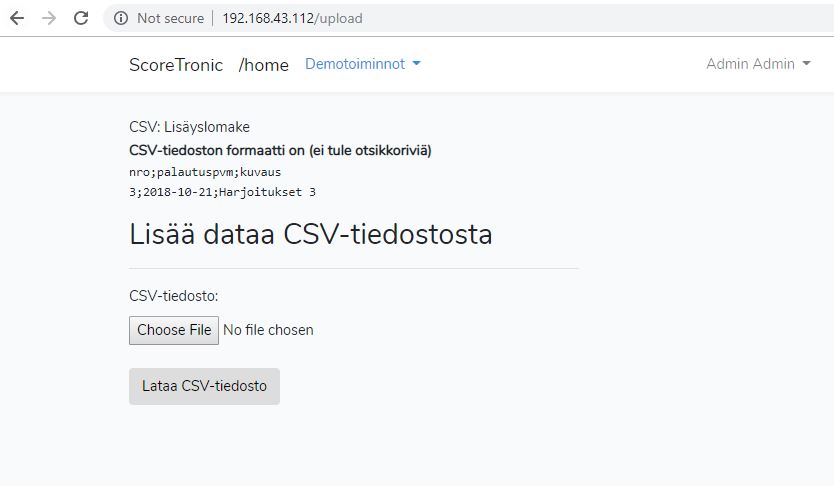 Not secure | 192.168.43.112/upload
ScoreTronic /home Demotoiminnot Admin Admin
CSV: Lisäyslomake
CSV-tiedoston formaatti on (ei tule otsikkoriviä)
nro;palautuspvm;kuvaus
3;2018-10-21;Harjoitukset 3
Lisää dataa CSV-tiedostosta
CSV-tiedosto:
Choose File No file chosen
Lataa CSV-tiedosto